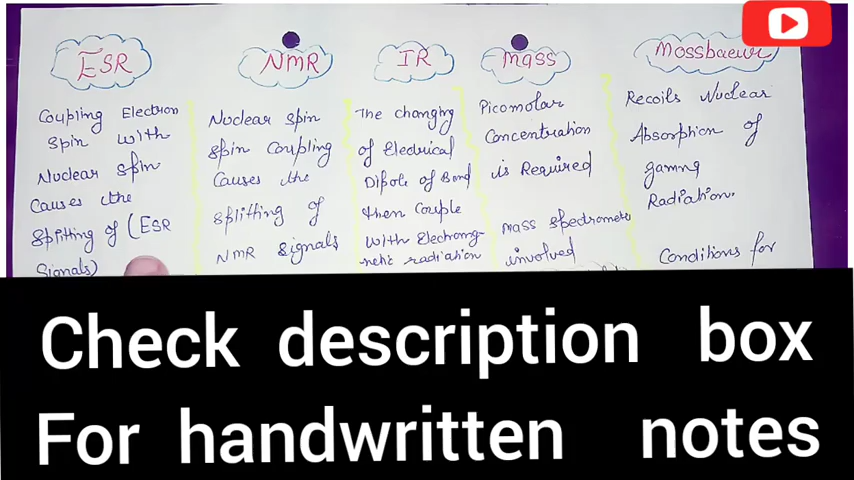 ESR
Coupling Electron
spin with
Nuclear spin
Causes the
Splitting of (ESR
Signals)
NMR
Nuclear spin
spin coupling
Causes the
splitting of
NMR signals
IR
The changing
of Electrical
Dipole of Bond
then Couple
with Electromg-
netic radiation
Mass
Picomolar
Concentration
is Required
mass spectrometer
involved
Mossbaeur
Recoils Nuclear
Absorption of
gamng
Radiation.
Conditions for
Check description box
For handwritten notes